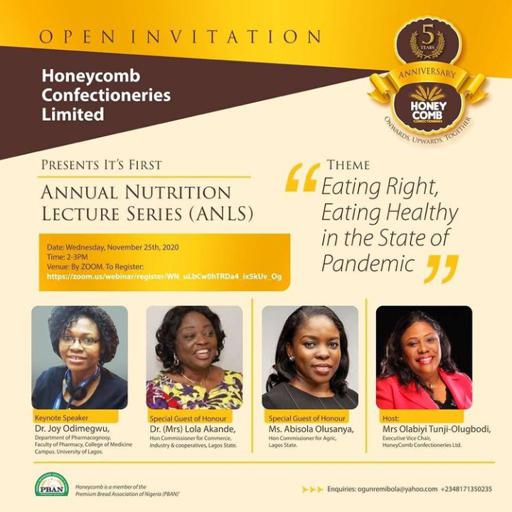 OPEN INVITATION
5
YEARS
ANNIVERSARY
HONEY
COMB
CONFECTIONERIES
ONWARDS, UPWARDS, TOGETHER
Honeycomb
Confectioneries
Limited
PRESENTS IT'S FIRST
ANNUAL NUTRITION
LECTURE SERIES (ANLS)
THEME
“Eating Right,
Eating Healthy
in the State of
Pandemic”
Date: Wednesday, November 25th, 2020
Time: 2-3PM
Venue: By ZOOM. To Register:
https://zoom.us/webinar/register/WN_uLbCw0hTRDa4_ixSkUv_Og
Keynote Speaker
Dr. Joy Odimegwu,
Department of Pharmacognosy,
Faculty of Pharmacy, College of Medicine
Campus. University of Lagos.
Special Guest of Honour
Dr. (Mrs) Lola Akande,
Hon Commissioner for Commerce,
Industry & cooperatives, Lagos State.
Special Guest of Honour
Ms. Abisola Olusanya,
Hon Commissioner for Agric,
Lagos State.
Host:
Mrs Olabiyi Tunji-Olugbodi,
Executive Vice Chair,
HoneyComb Confectioneries Ltd.
PBAN
Honeycomb is a member of the
Premium Bread Association of Nigeria (PBAN)'
Enquiries: ogunremibola@yahoo.com +2348171350235